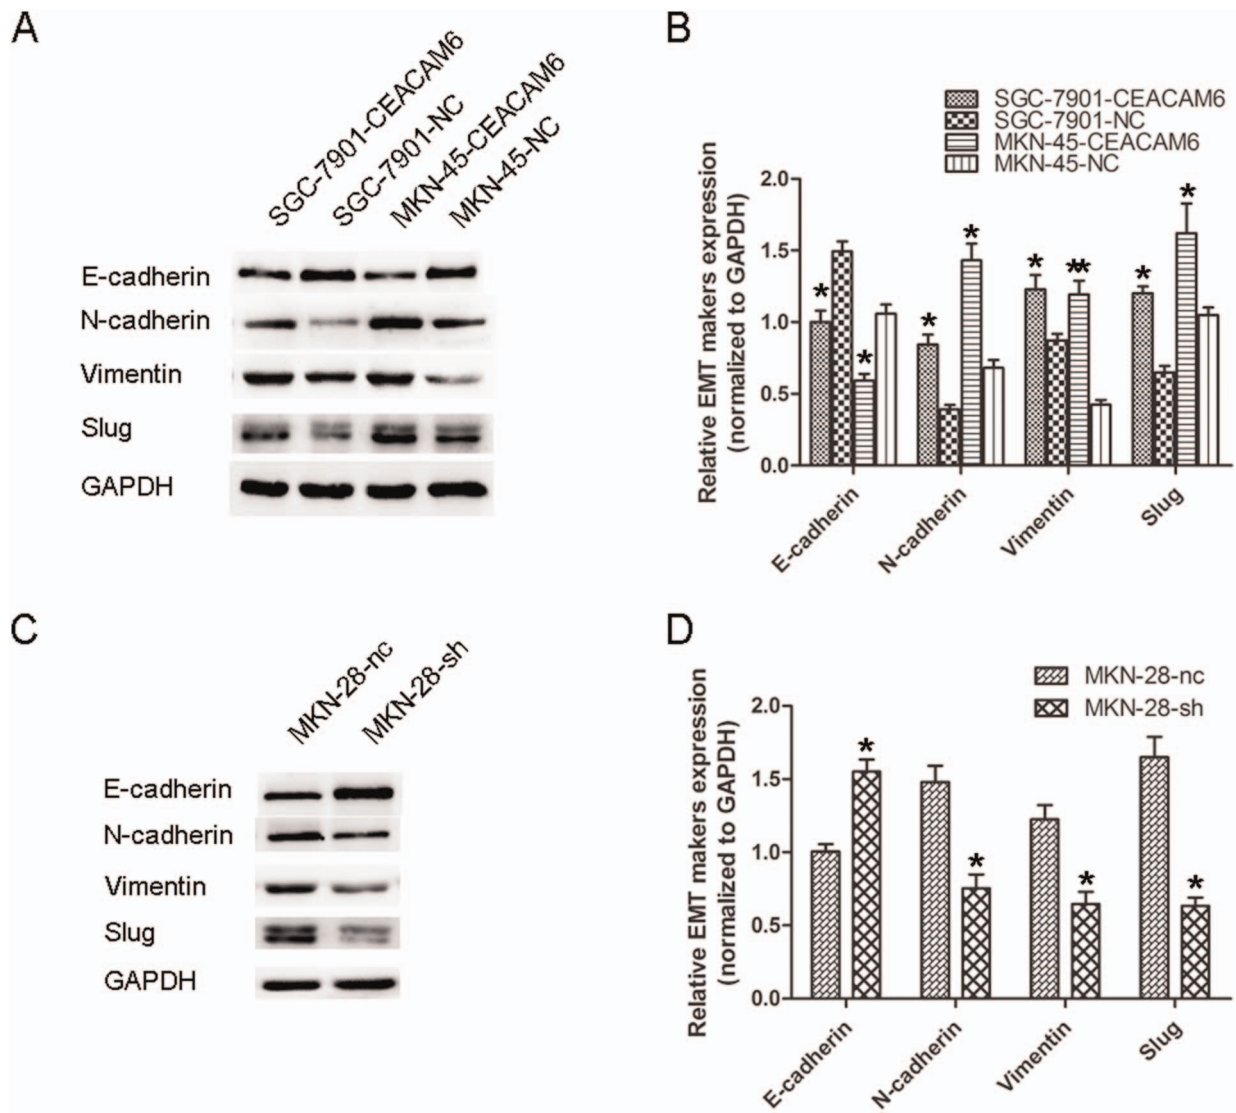 A
SGC-7901-CEACAM6
SGC-7901-NC
MKN-45-CEACAM6
MKN-45-NC
E-cadherin
N-cadherin
Vimentin
Slug
GAPDH
B
SGC-7901-CEACAM6
SGC-7901-NC
MKN-45-CEACAM6
MKN-45-NC
Relative EMT makers expression
(normalized to GAPDH)
2.0
1.5
1.0
0.5
0.0
* * * * * ** * *
E-cadherin
N-cadherin
Vimentin
Slug
C
MKN-28-nc
MKN-28-sh
E-cadherin
N-cadherin
Vimentin
Slug
GAPDH
D
MKN-28-nc
MKN-28-sh
Relative EMT makers expression
(normalized to GAPDH)
2.0
1.5
1.0
0.5
0.0
* * * *
E-cadherin
N-cadherin
Vimentin
Slug